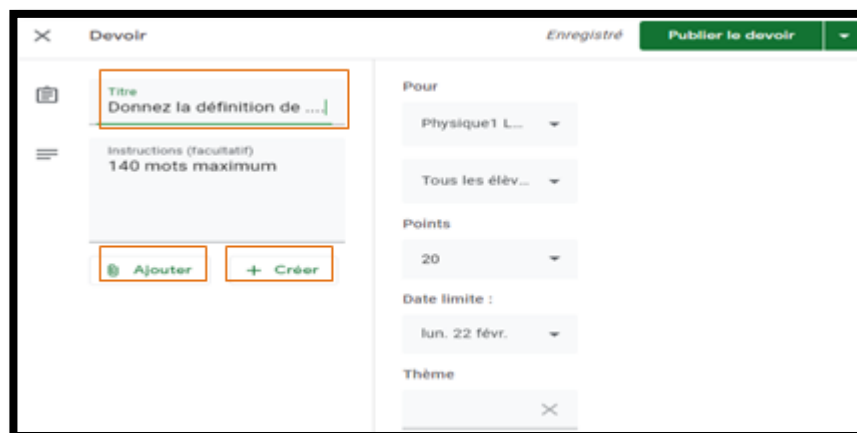 Devoir
Enregistré
Publier le devoir
Titre
Donnez la définition de ....
Instructions (facultatif)
140 mots maximum
Ajouter
+ Créer
Pour
Physique1 L...
Tous les élèv...
Points
20
Date limite :
lun. 22 févr.
Thème